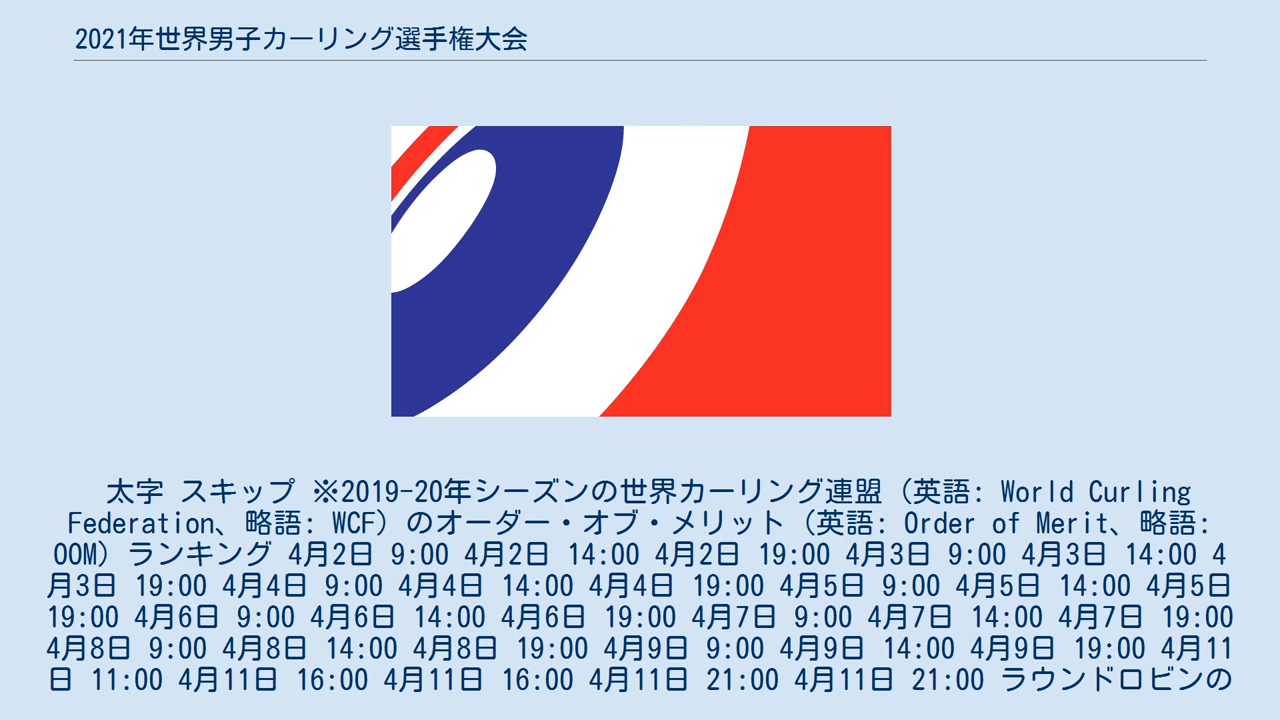 2021年世界男子カーリング選手権大会
太字 スキップ ※2019-20年シーズンの世界カーリング連盟（英語: World Curling
Federation、略語: WCF）のオーダー・オブ・メリット（英語: Order of Merit、略語:
OOM）ランキング 4月2日 9:00 4月2日 14:00 4月2日 19:00 4月3日 9:00 4月3日 14:00 4
月3日 19:00 4月4日 9:00 4月4日 14:00 4月4日 19:00 4月5日 9:00 4月5日 14:00 4月5日
19:00 4月6日 9:00 4月6日 14:00 4月6日 19:00 4月7日 9:00 4月7日 14:00 4月7日 19:00
4月8日 9:00 4月8日 14:00 4月8日 19:00 4月9日 9:00 4月9日 14:00 4月9日 19:00 4月11
日 11:00 4月11日 16:00 4月11日 16:00 4月11日 21:00 4月11日 21:00 ラウンドロビンの